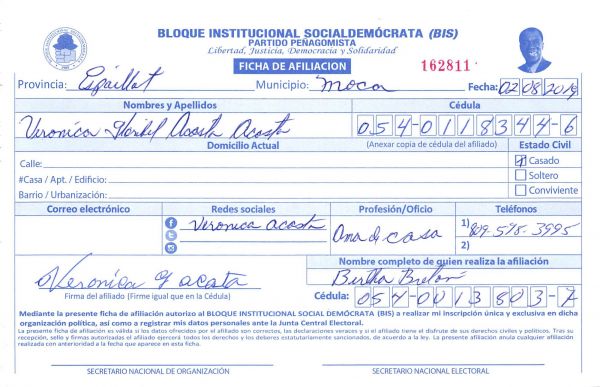 BLOQUE INSTITUCIONAL SOCIALDEMÓCRATA (BIS)
PARTIDO PEÑAGOMISTA
Libertad, Justicia, Democracia y Solidaridad
FICHA DE AFILIACION
162811
Provincia: Espaillat Municipio: Moca Fecha: 02 08 2019
Nombres y Apellidos Cédula
Veronica Acosta Acosta 054-0118344-6
Domicilio Actual (Anexar copia de cédula del afiliado) Estado Civil
Calle: Casado
#Casa / Apt. / Edificio: Soltero
Barrio / Urbanización: Conviviente
Correo electrónico Redes sociales Profesión/Oficio Teléfonos
Veronica acosta Ama de casa 1) 809-578-3995
2)
Nombre completo de quien realiza la afiliación
Veronica acata Birtha
Firma del afiliado (Firme igual que en la Cédula) Cédula: 054-0013803-7
Mediante la presente ficha de afiliación autorizo al BLOQUE INSTITUCIONAL SOCIAL DEMÓCRATA (BIS) a realizar mi inscripción única y exclusiva en dicha
organización política, así como a registrar mis datos personales ante la Junta Central Electoral.
La presente ficha de afiliación es válida si los datos ofrecidos por el afiliado son correctos, las declaraciones veraces y si el afiliado tiene el disfrute de sus derechos civiles y políticos. Tras su
recepción, sello y firmas autorizadas el afiliado ejercerá todos los derechos y los deberes estatutariamente sancionados, de acuerdo a la ley. La presente afiliación anula cualquier afiliación
realizada con anterioridad a la fecha que aparece en esta ficha.
SECRETARIO NACIONAL DE ORGANIZACIÓN SECRETARIO NACIONAL ELECTORAL